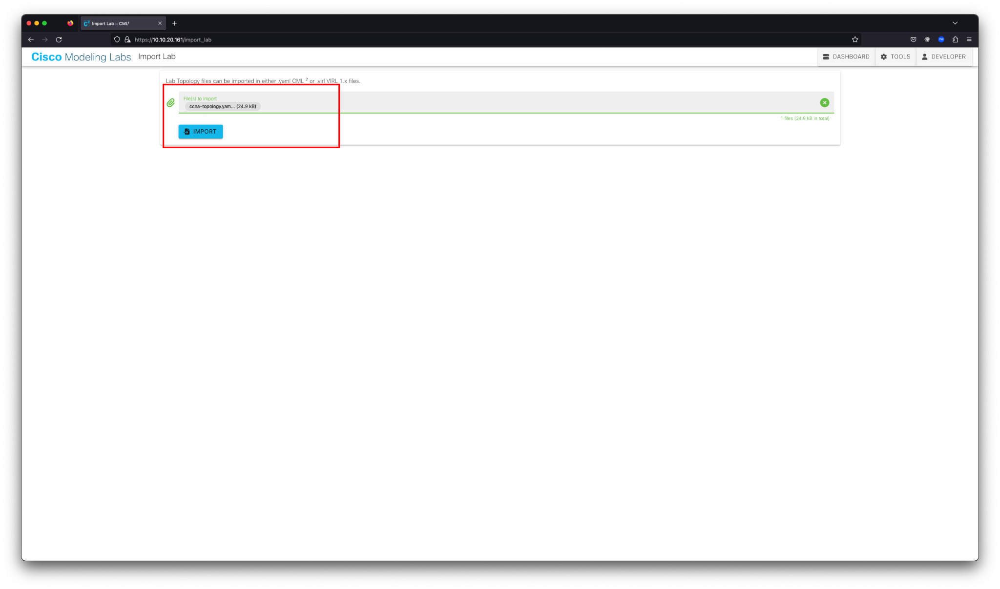 Import Lab :: CML²
https://10.10.20.161/import_lab
Cisco Modeling Labs Import Lab
DASHBOARD TOOLS DEVELOPER
Lab Topology files can be imported in either .yaml CML ² or .virl VIRL 1.x files.
File(s) to import
ccna-topology.yam... (24.9 kB)
1 files (24.9 kB in total)
IMPORT